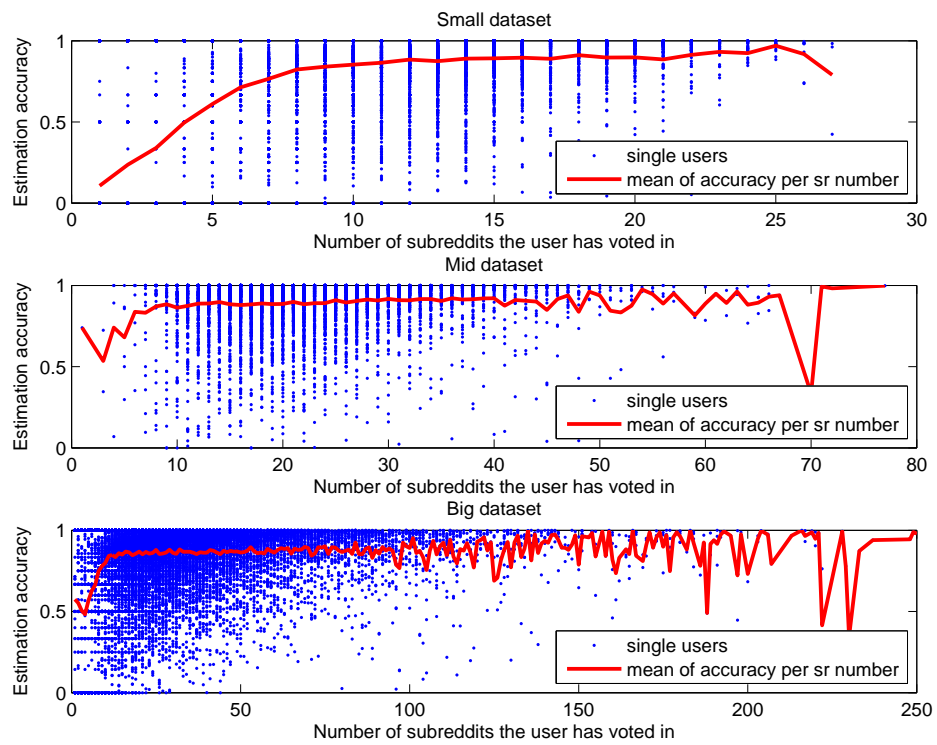 Small dataset
Estimation accuracy
1
0.5
0
0 5 10 15 20 25 30
single users
mean of accuracy per sr number
Number of subreddits the user has voted in
Mid dataset
Estimation accuracy
1
0.5
0
0 10 20 30 40 50 60 70 80
single users
mean of accuracy per sr number
Number of subreddits the user has voted in
Big dataset
Estimation accuracy
1
0.5
0
0 50 100 150 200 250
single users
mean of accuracy per sr number
Number of subreddits the user has voted in